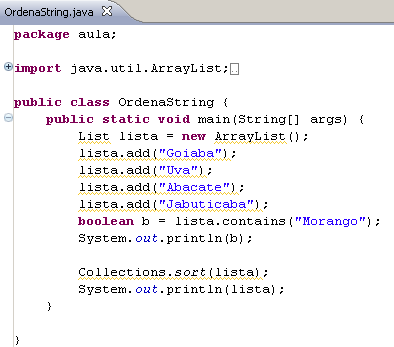 OrdenaString.java
package aula;
import java.util.ArrayList;
public class OrdenaString {
public static void main(String[] args) {
List lista = new ArrayList();
lista.add("Goiaba");
lista.add("Uva");
lista.add("Abacate");
lista.add("Jabuticaba");
boolean b = lista.contains("Morango");
System.out.println(b);
Collections.sort(lista);
System.out.println(lista);
}
}